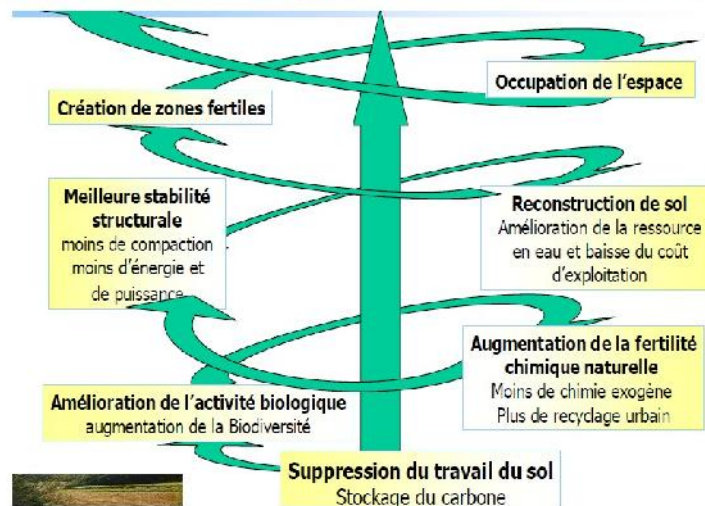 Occupation de l'espace
Création de zones fertiles
Meilleure stabilité
structurale
moins de compaction
moins d'énergie et
de puissance
Reconstruction de sol
Amélioration de la ressource
en eau et baisse du coût
d'exploitation
Augmentation de la fertilité
chimique naturelle
Moins de chimie exogène
Plus de recyclage urbain
Amélioration de l'activité biologique
augmentation de la Biodiversité
Suppression du travail du sol
Stockage du carbone